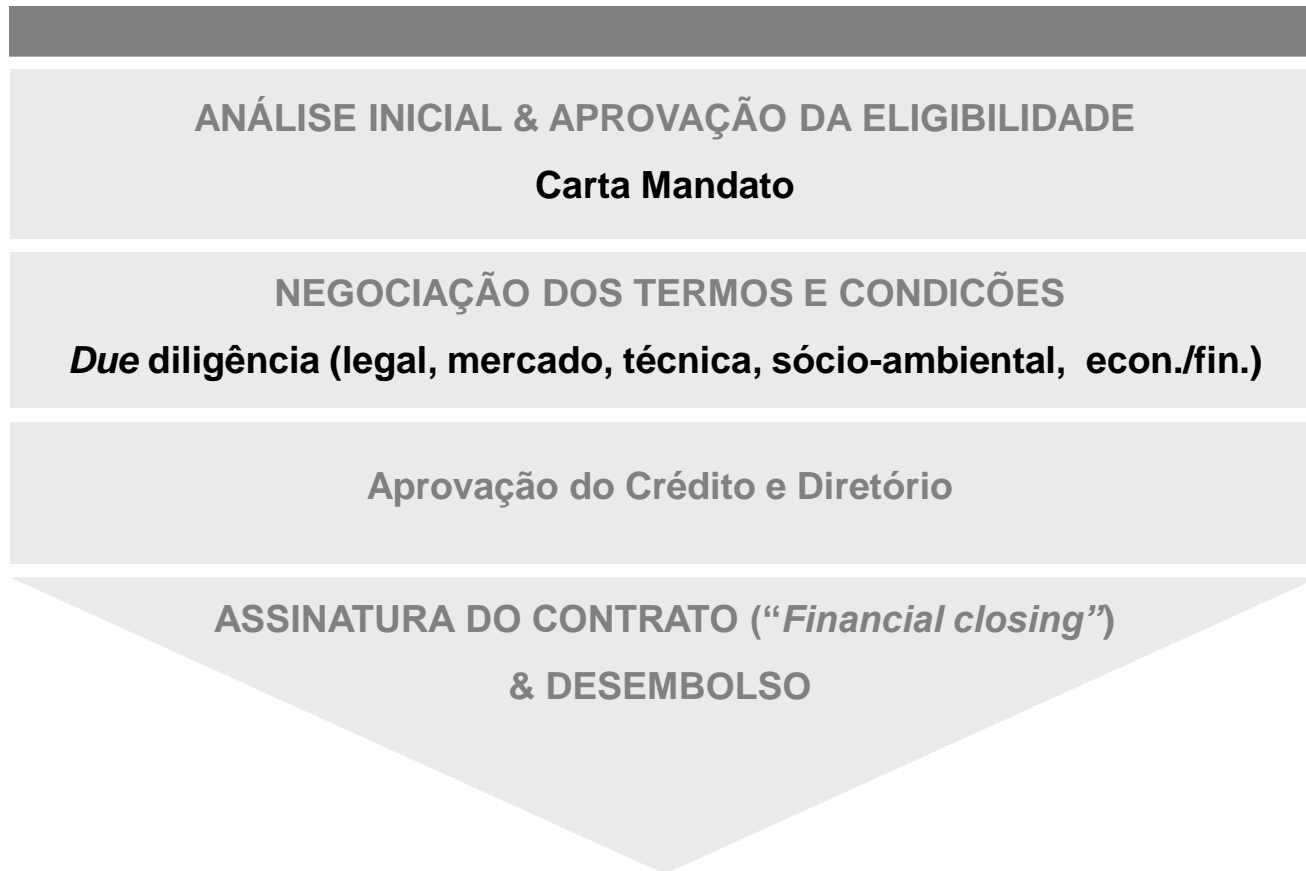 ANÁLISE INICIAL & APROVAÇÃO DA ELIGIBILIDADE
Carta Mandato
NEGOCIAÇÃO DOS TERMOS E CONDICÕES
Due diligência (legal, mercado, técnica, sócio-ambiental, econ./fin.)
Aprovação do Crédito e Diretório
ASSINATURA DO CONTRATO (“Financial closing”)
& DESEMBOLSO